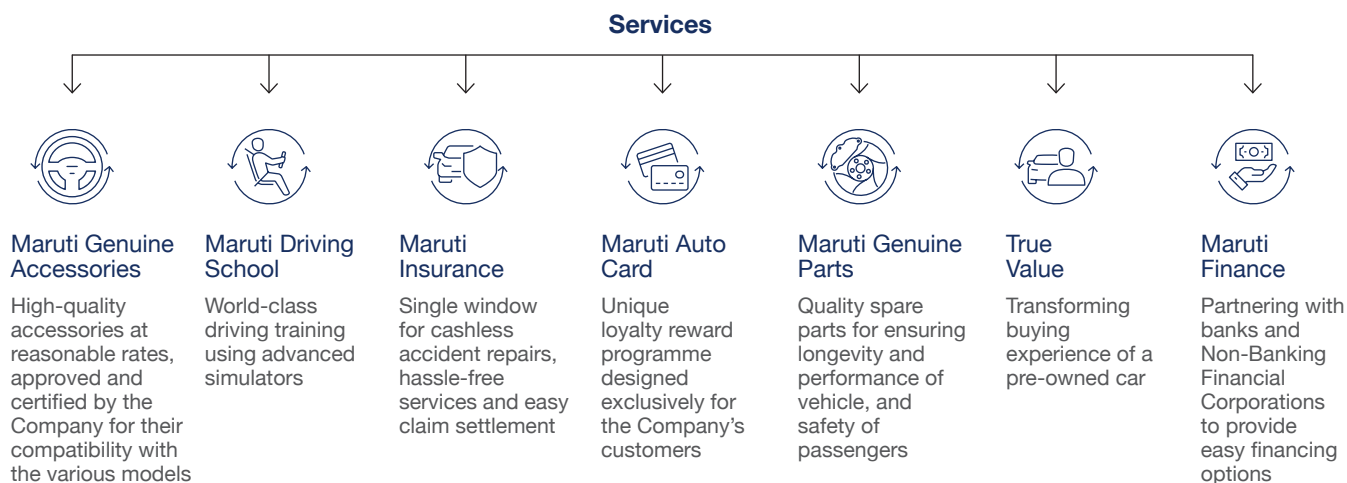 Services
Maruti Genuine
Accessories
High-quality
accessories at
reasonable rates,
approved and
certified by the
Company for their
compatibility with
the various models
Maruti Driving
School
World-class
driving training
using advanced
simulators
Maruti
Insurance
Single window
for cashless
accident repairs,
hassle-free
services and easy
claim settlement
Maruti Auto
Card
Unique
loyalty reward
programme
designed
exclusively for
the Company's
customers
Maruti Genuine
Parts
Quality spare
parts for ensuring
longevity and
performance of
vehicle, and
safety of
passengers
True
Value
Transforming
buying
experience of a
pre-owned car
Maruti
Finance
Partnering with
banks and
Non-Banking
Financial
Corporations
to provide
easy financing
options